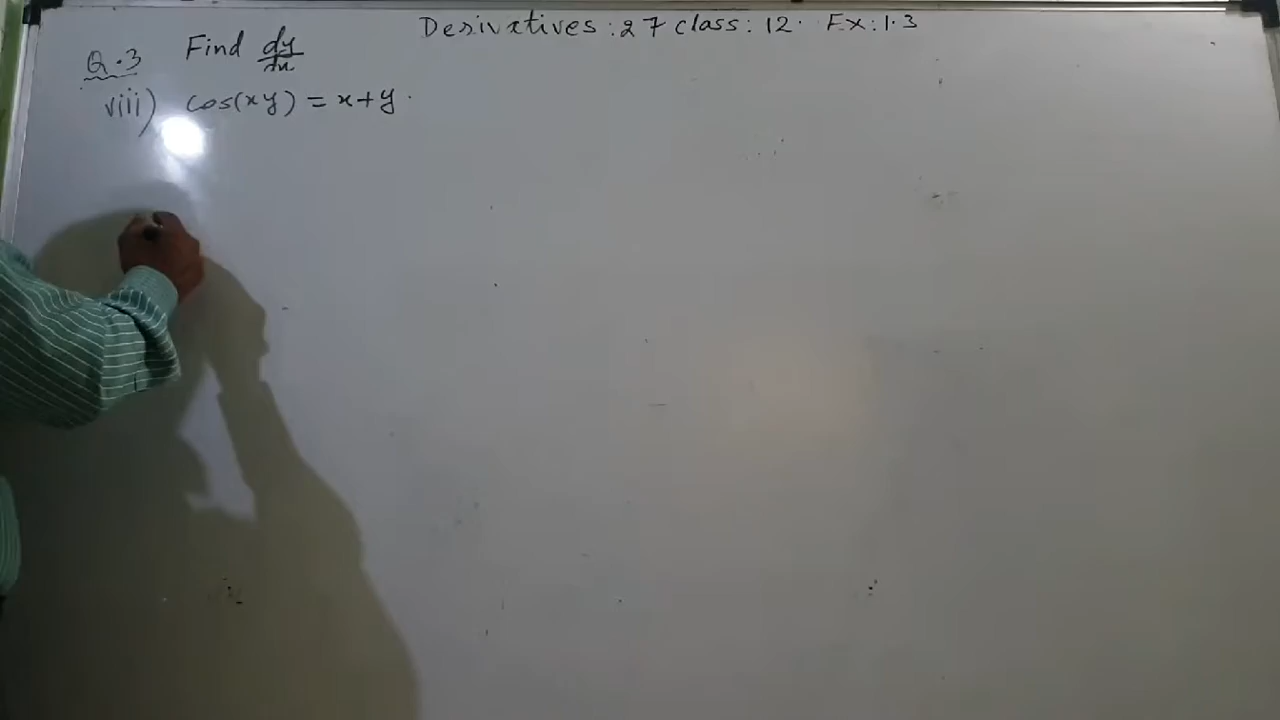 Derivatives : 27 class : 12. Ex : 1.3
Q.3 Find dy/dx
viii) cos(xy) = x+y.